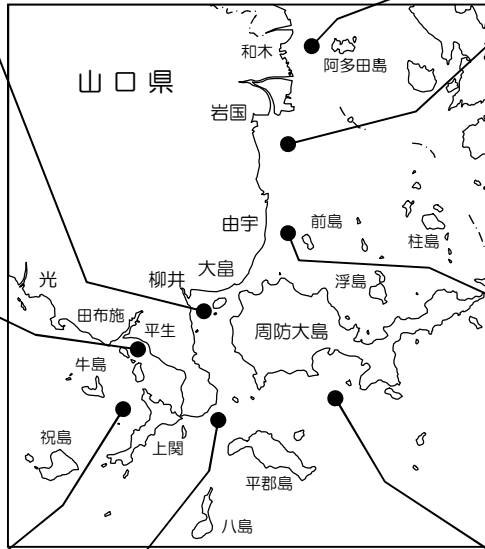 和木
阿多田島
山口県
岩国
由宇
前島
柱島
大畠
柳井
光
浮島
田布施
平生
周防大島
牛島
祝島
上関
平郡島
八島